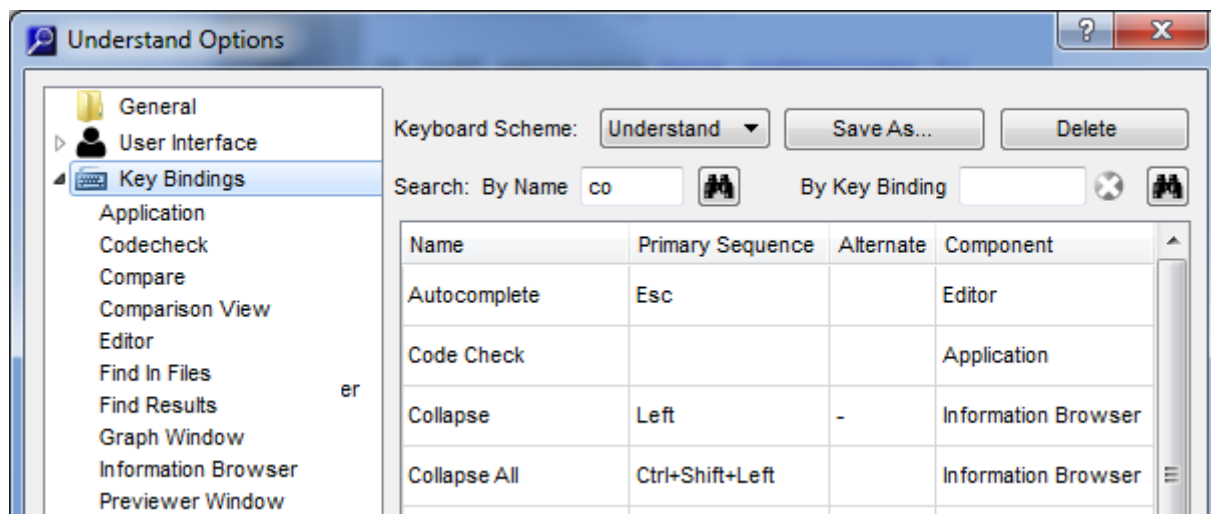 Understand Options
?
x
General
User Interface
Key Bindings
Application
Codecheck
Compare
Comparison View
Editor
Find In Files
er
Find Results
Graph Window
Information Browser
Previewer Window
Keyboard Scheme: Understand Save As... Delete
Search: By Name co By Key Binding
Name Primary Sequence Alternate Component
Autocomplete Esc Editor
Code Check Application
Collapse Left - Information Browser
Collapse All Ctrl+Shift+Left Information Browser